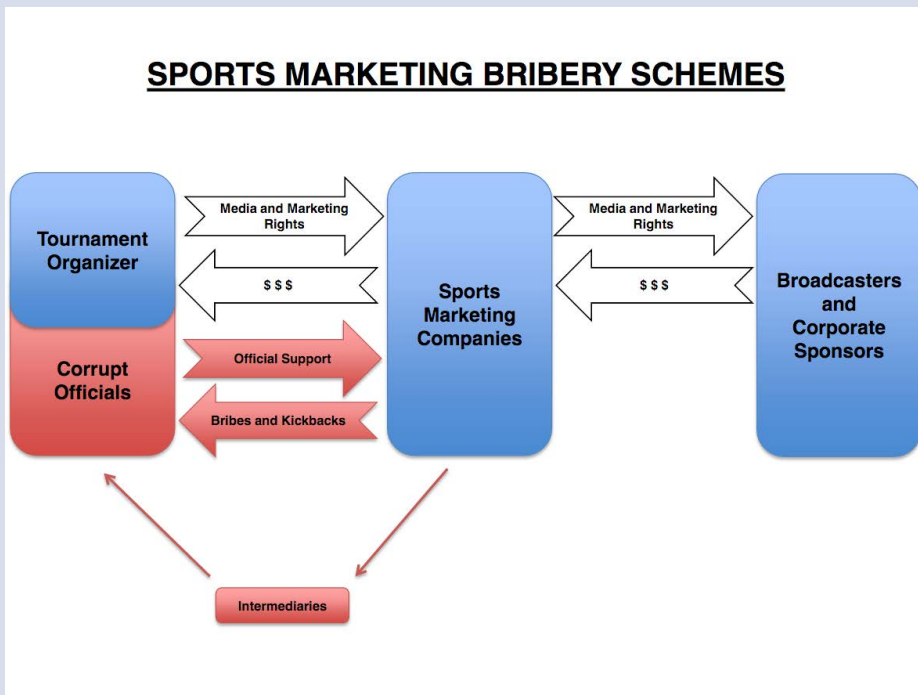 SPORTS MARKETING BRIBERY SCHEMES
Tournament
Organizer
Media and Marketing
Rights
$ $ $
Corrupt
Officials
Official Support
Bribes and Kickbacks
Sports
Marketing
Companies
Media and Marketing
Rights
$ $ $
Broadcasters
and
Corporate
Sponsors
Intermediaries